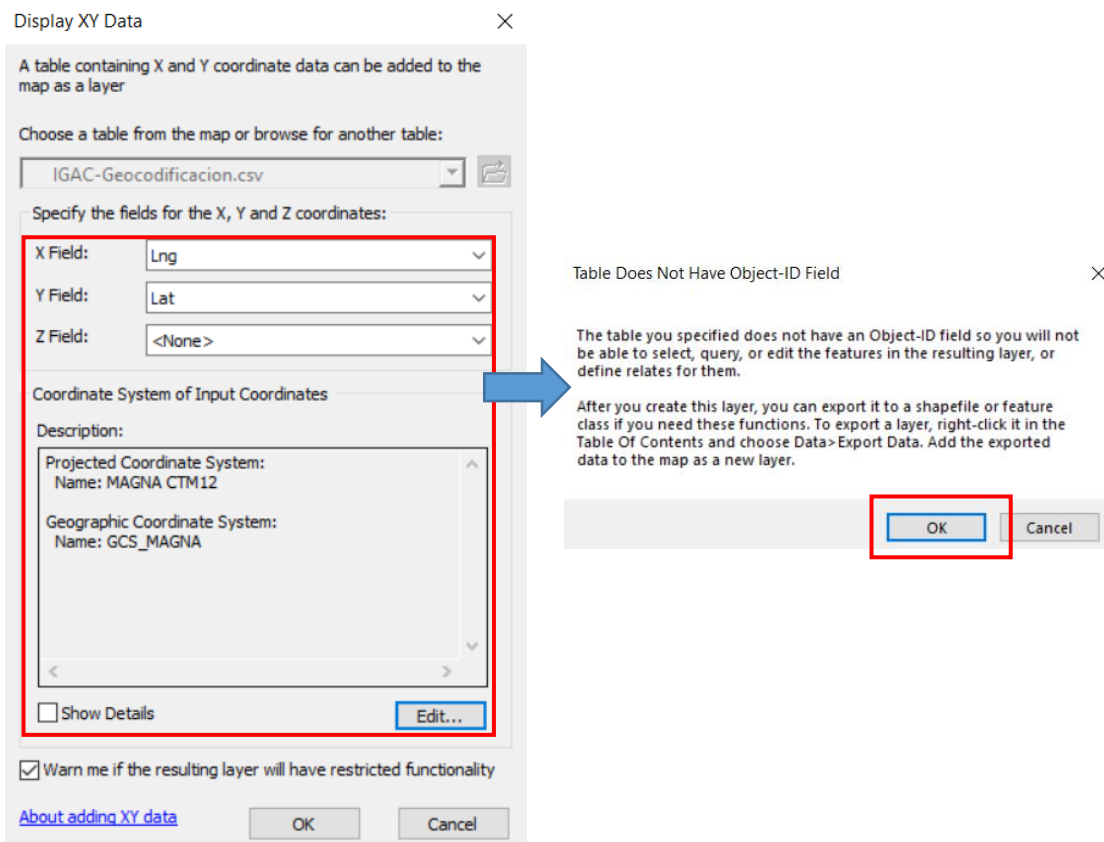 Display XY Data
A table containing X and Y coordinate data can be added to the
map as a layer
Choose a table from the map or browse for another table:
IGAC-Geocodificacion.csv
Specify the fields for the X, Y and Z coordinates:
X Field:
Lng
Y Field:
Lat
Z Field:
<None>
Coordinate System of Input Coordinates
Description:
Projected Coordinate System:
Name: MAGNA CTM12
Geographic Coordinate System:
Name: GCS_MAGNA
Show Details
Edit...
Warn me if the resulting layer will have restricted functionality
About adding XY data
OK
Cancel
Table Does Not Have Object-ID Field
The table you specified does not have an Object-ID field so you will not
be able to select, query, or edit the features in the resulting layer, or
define relates for them.
After you create this layer, you can export it to a shapefile or feature
class if you need these functions. To export a layer, right-click it in the
Table Of Contents and choose Data>Export Data. Add the exported
data to the map as a new layer.
OK
Cancel